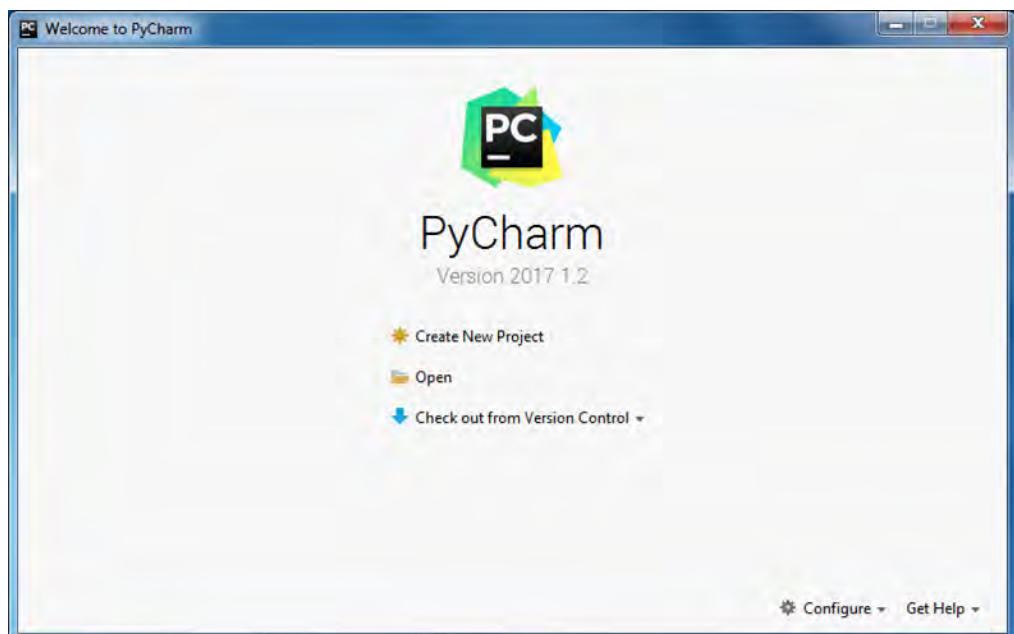 PC Welcome to PyCharm
PC
PyCharm
Version 2017 1.2
Create New Project
Open
Check out from Version Control
Configure Get Help